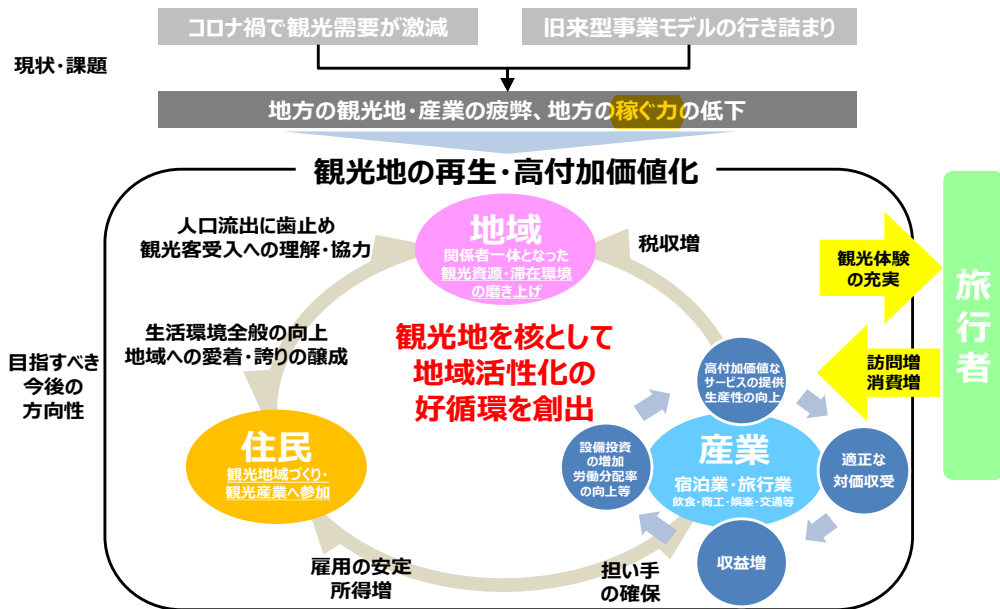 コロナ禍で観光需要が激減
旧来型事業モデルの行き詰まり
現状・課題
地方の観光地・産業の疲弊、地方の稼ぐ力の低下
観光地の再生・高付加価値化
人口流出に歯止め
観光客受入への理解・協力
地域
関係者一体となった
観光資源・滞在環境
の磨き上げ
税収増
観光体験
の充実
旅行者
生活環境全般の向上
地域への愛着・誇りの醸成
観光地を核として
地域活性化の
好循環を創出
目指すべき
今後の
方向性
訪問増
消費増
高付加価値な
サービスの提供
生産性の向上
住民
観光地域づくり・
観光産業へ参加
設備投資
の増加
労働分配率
の向上等
産業
宿泊業・旅行業
飲食・商工・娯楽・交通等
適正な
対価収受
収益増
雇用の安定
所得増
担い手
の確保